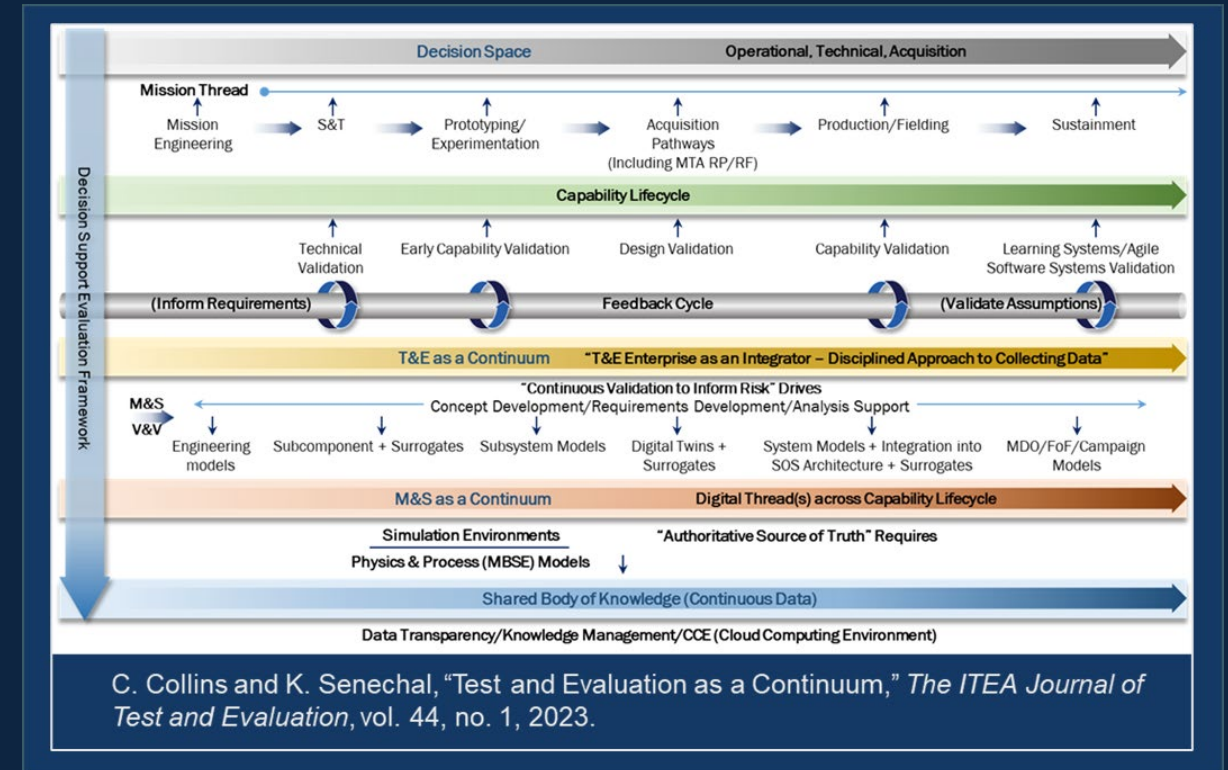 Decision Space Operational, Technical, Acquisition
Mission Thread
Mission
Engineering
S&T
Prototyping/
Experimentation
Acquisition
Pathways
(Including MTA RP/RF)
Production/Fielding
Sustainment
Decision Support Evaluation Framework
Capability Lifecycle
Technical
Validation
Early Capability Validation
Design Validation
Capability Validation
Learning Systems/Agile
Software Systems Validation
(Inform Requirements) Feedback Cycle (Validate Assumptions)
T&E as a Continuum "T&E Enterprise as an Integrator – Disciplined Approach to Collecting Data"
"Continuous Validation to Inform Risk" Drives
Concept Development/Requirements Development/Analysis Support
M&S
V&V
Engineering
models
Subcomponent + Surrogates
Subsystem Models
Digital Twins +
Surrogates
System Models + Integration into
SOS Architecture + Surrogates
MDO/FoF/Campaign
Models
M&S as a Continuum Digital Thread(s) across Capability Lifecycle
Simulation Environments
"Authoritative Source of Truth" Requires
Physics & Process (MBSE) Models
Shared Body of Knowledge (Continuous Data)
Data Transparency/Knowledge Management/CCE (Cloud Computing Environment)
C. Collins and K. Senechal, "Test and Evaluation as a Continuum," The ITEA Journal of
Test and Evaluation, vol. 44, no. 1, 2023.